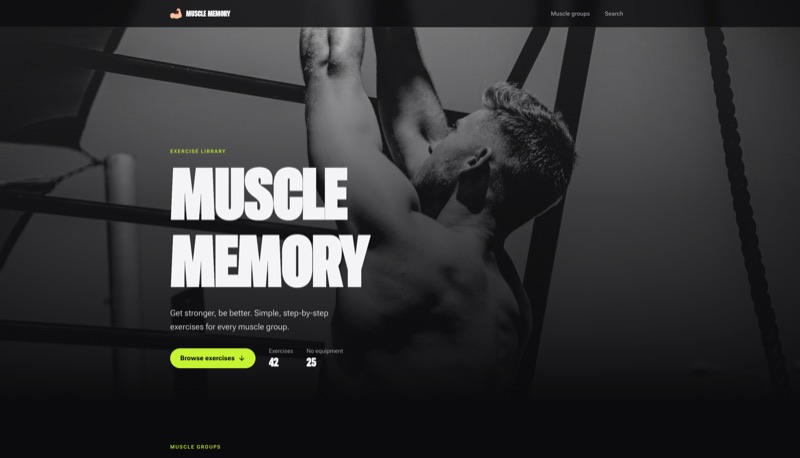 MUSCLE MEMORY
Muscle groups
Search
EXERCISE LIBRARY
MUSCLE
MEMORY
Get stronger, be better. Simple, step-by-step
exercises for every muscle group.
Browse exercises ↓
Exercises
42
No equipment
25
MUSCLE GROUPS